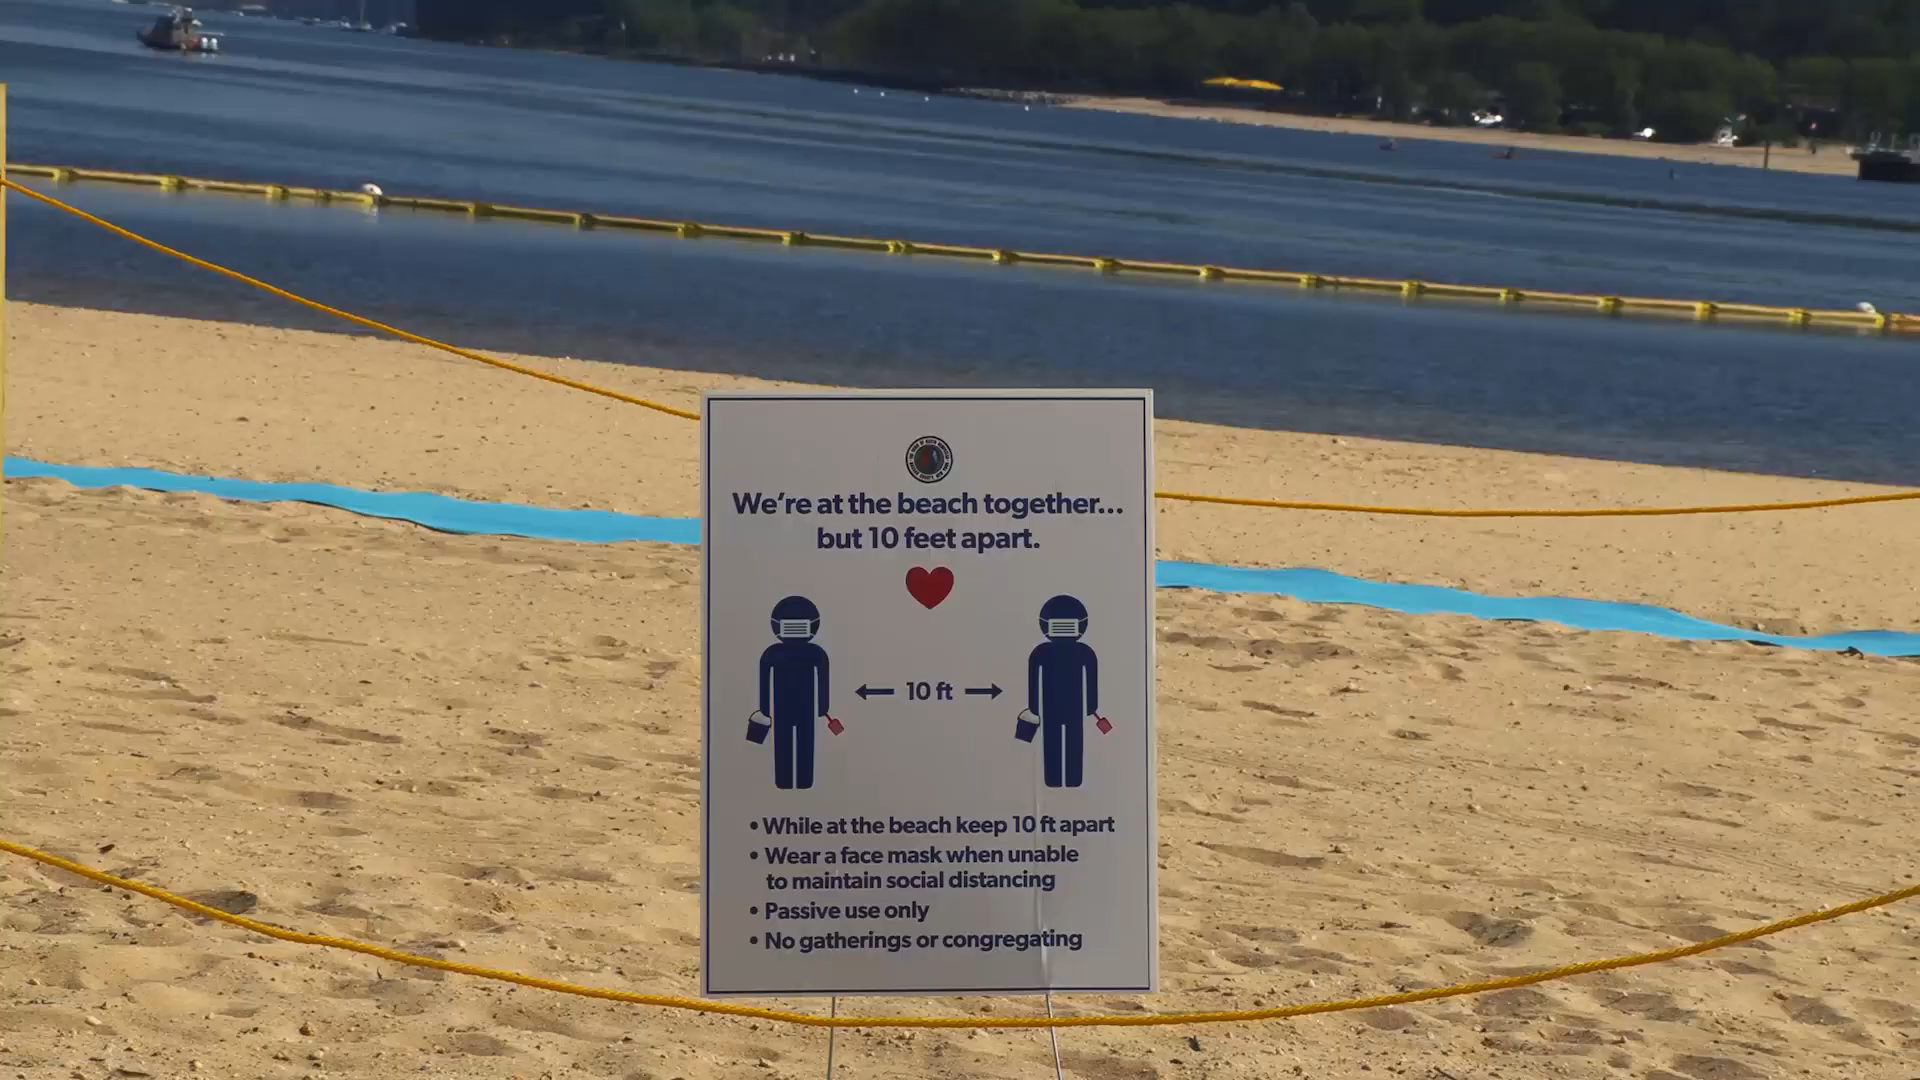 We're at the beach together...
but 10 feet apart.
10 ft
• While at the beach keep 10 ft apart
• Wear a face mask when unable
to maintain social distancing
• Passive use only
• No gatherings or congregating